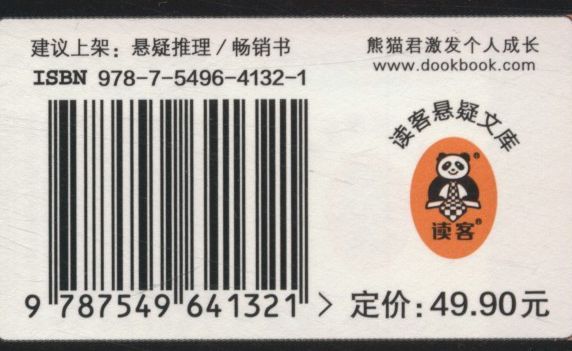 建议上架：悬疑推理/畅销书
ISBN 978-7-5496-4132-1
熊猫君激发个人成长
www.dookbook.com
读客悬疑文库
读客®
9 787549 641321 >
定价：49.90元